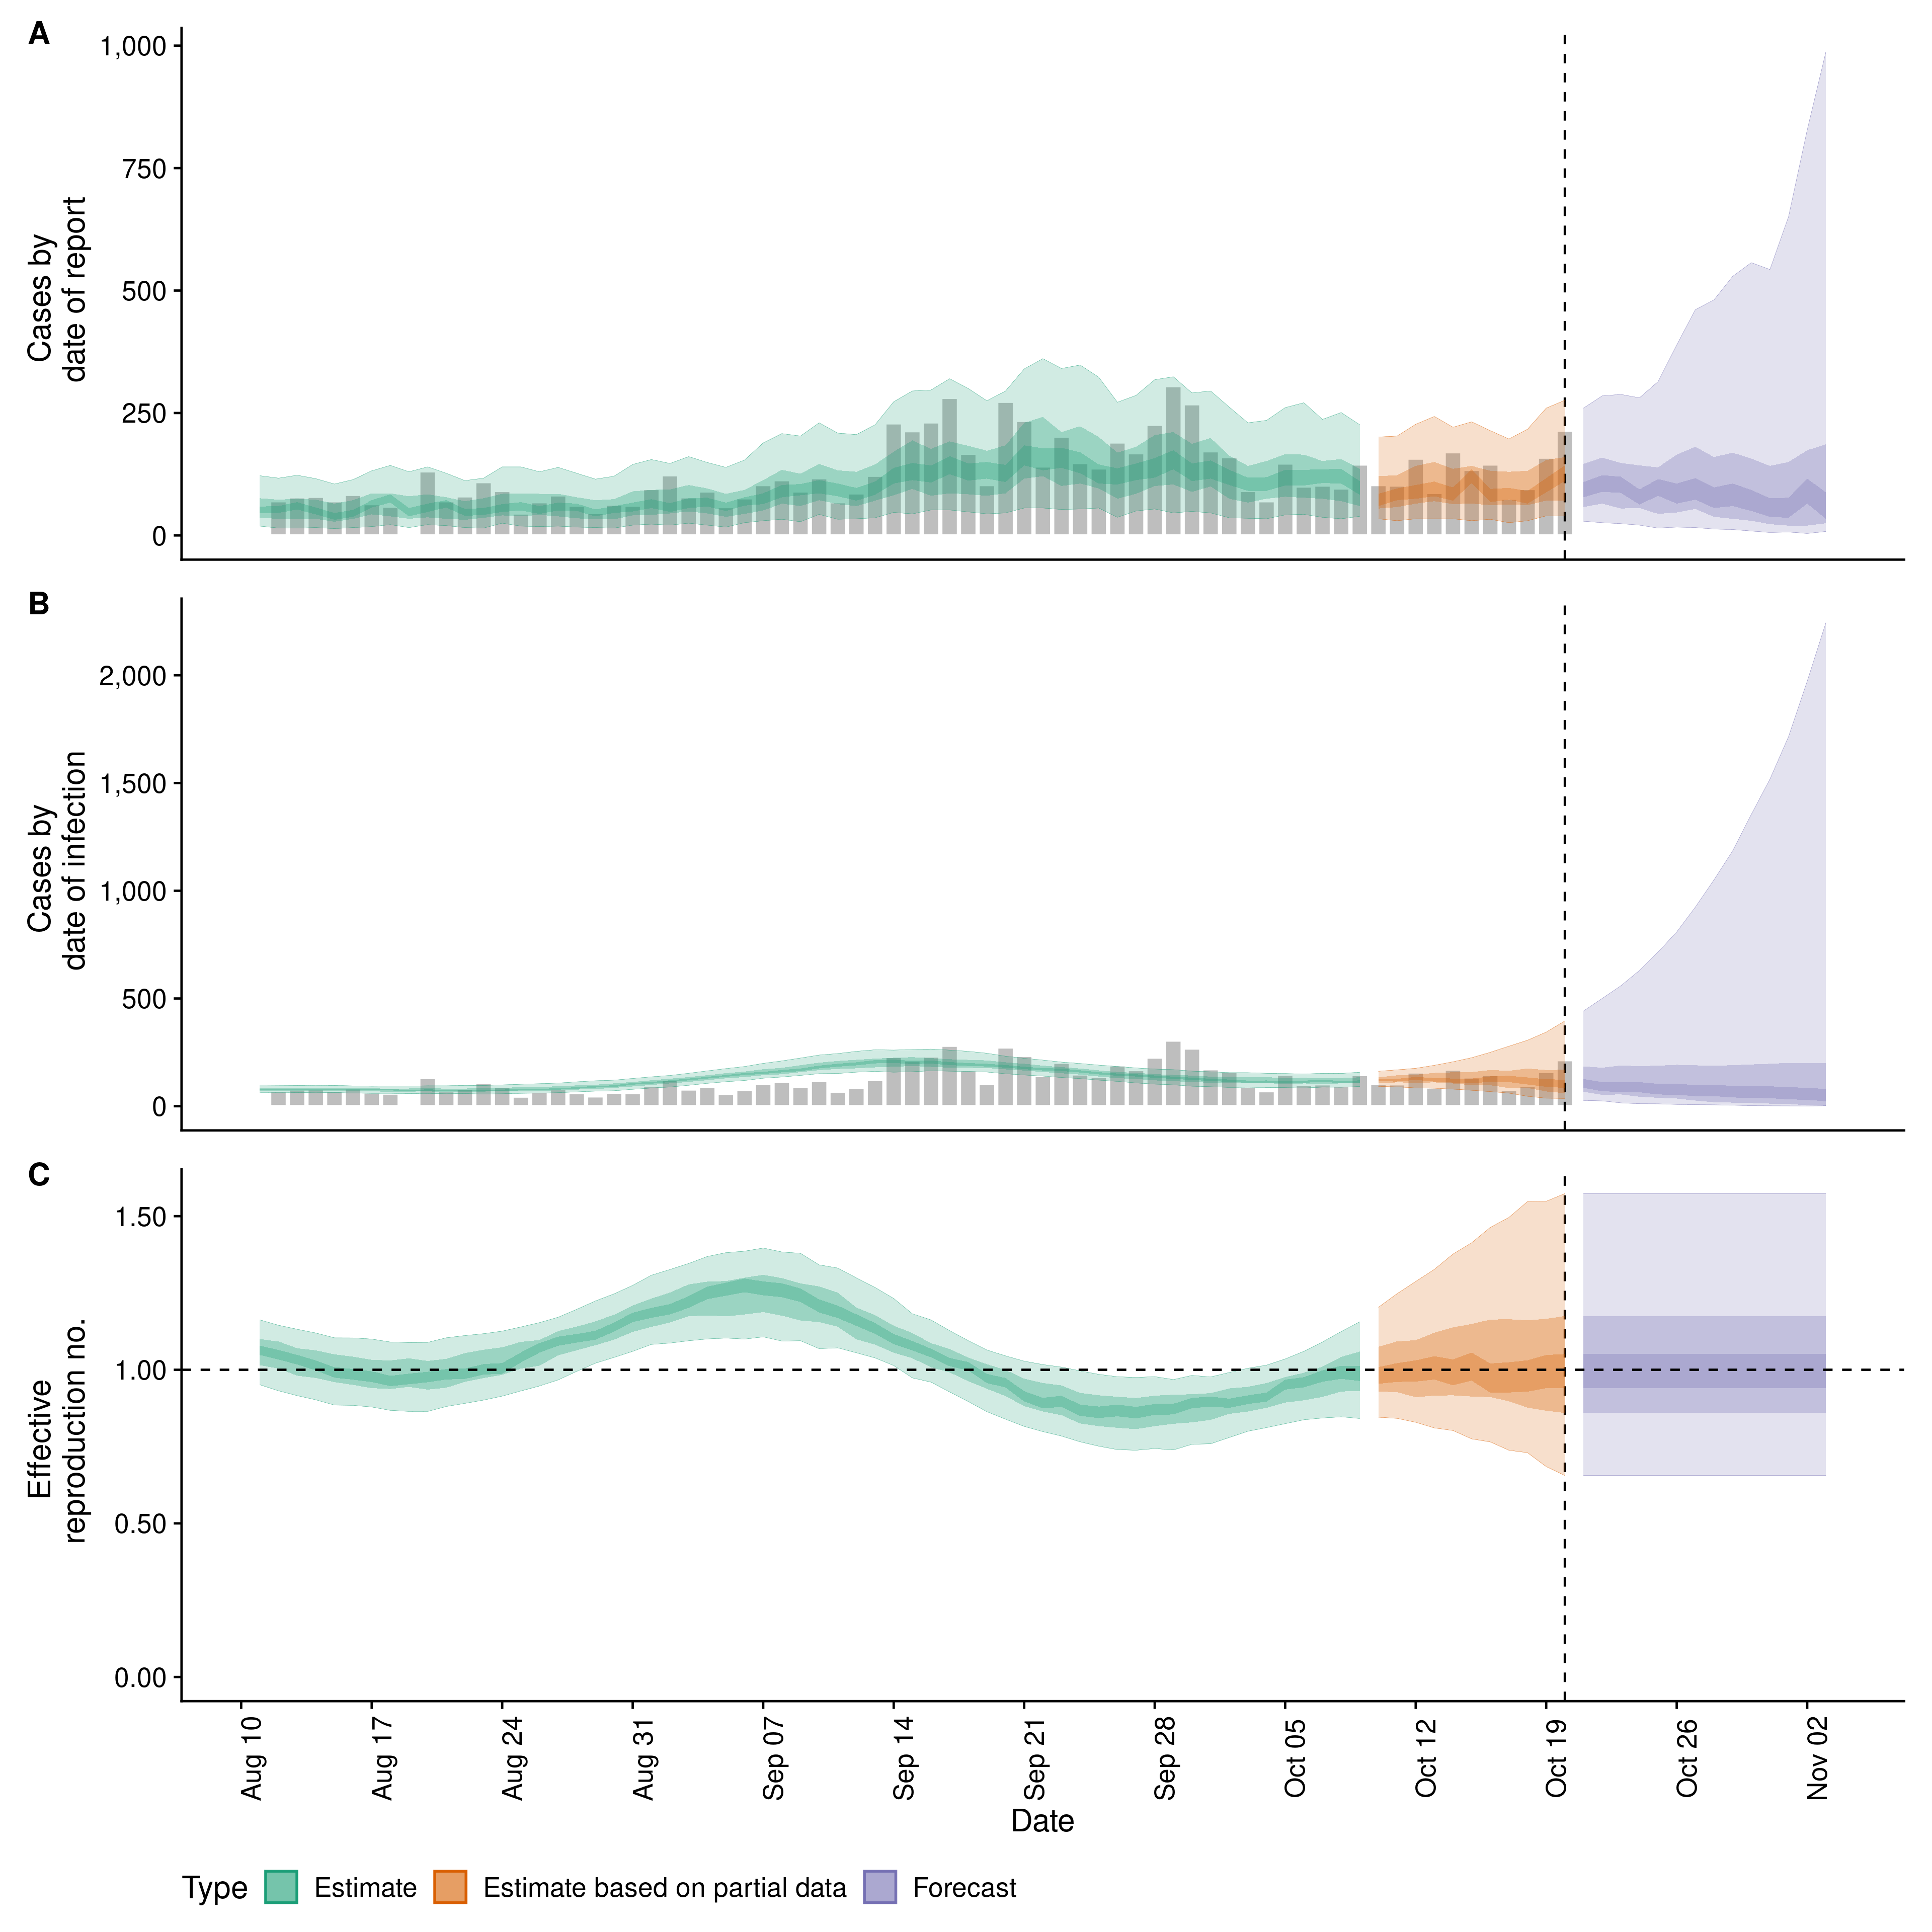 A
1,000
750
500
250
0
Cases by
date of report
B
2,000
1,500
1,000
500
0
Cases by
date of infection
C
1.50
1.00
0.50
0.00
Effective
reproduction no.
Aug 10
Aug 17
Aug 24
Aug 31
Sep 07
Sep 14
Sep 21
Sep 28
Oct 05
Oct 12
Oct 19
Oct 26
Nov 02
Date
Type Estimate Estimate based on partial data Forecast